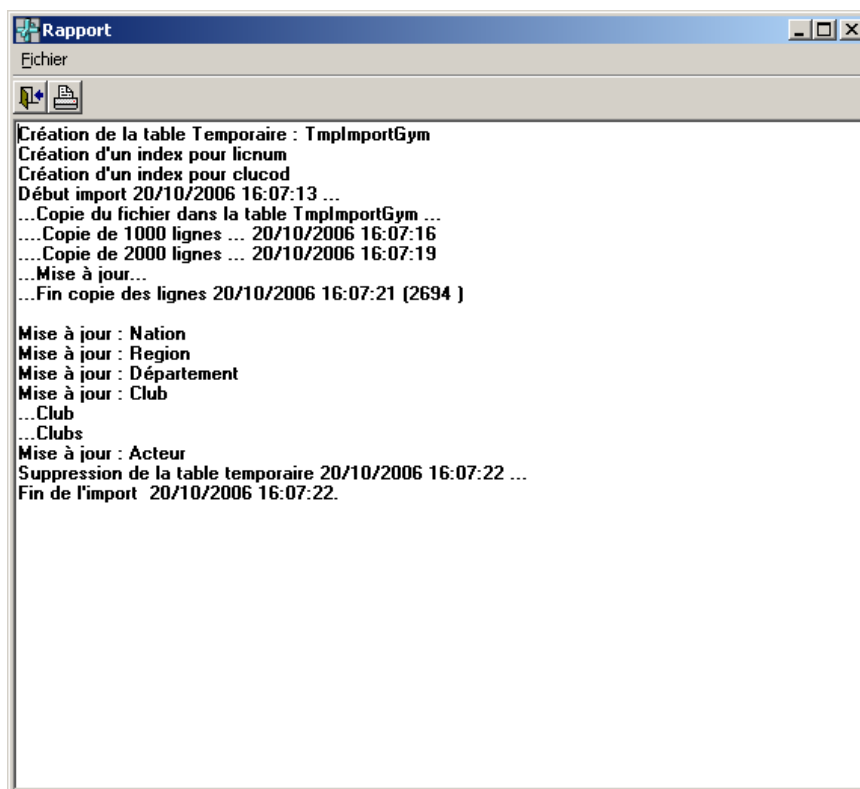 Rapport
Fichier
Création de la table Temporaire : TmpImportGym
Création d'un index pour licnum
Création d'un index pour clucod
Début import 20/10/2006 16:07:13 ...
...Copie du fichier dans la table TmpImportGym ...
....Copie de 1000 lignes ... 20/10/2006 16:07:16
....Copie de 2000 lignes ... 20/10/2006 16:07:19
...Mise à jour...
...Fin copie des lignes 20/10/2006 16:07:21 (2694 )
Mise à jour : Nation
Mise à jour : Region
Mise à jour : Département
Mise à jour : Club
...Club
...Clubs
Mise à jour : Acteur
Suppression de la table temporaire 20/10/2006 16:07:22 ...
Fin de l'import  20/10/2006 16:07:22.